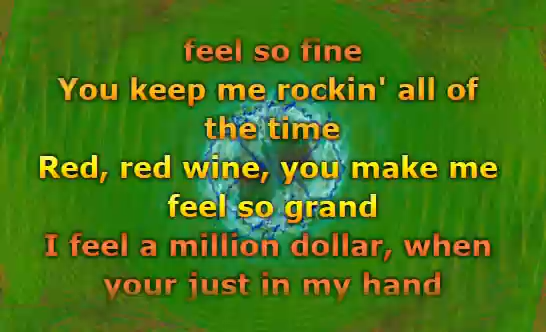 feel so fine
You keep me rockin' all of
the time
Red, red wine, you make me
feel so grand
I feel a million dollar, when
your just in my hand